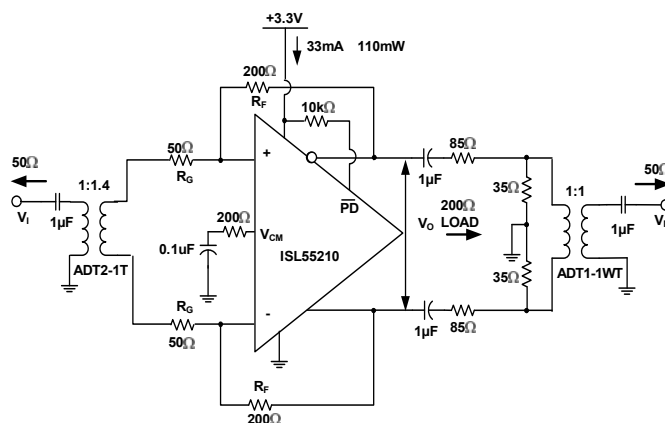 +3.3V
33mA 110mW
200Ω
RF
10kΩ
50Ω
RG
+
PD
50Ω
1:1.4
VI
1µF
ADT2-1T
200Ω
VCM
0.1uF
ISL55210
-
RG
50Ω
RF
200Ω
1µF
85Ω
VO
200Ω
LOAD
35Ω
35Ω
1:1
50Ω
1µF
ADT1-1WT
1µF
85Ω